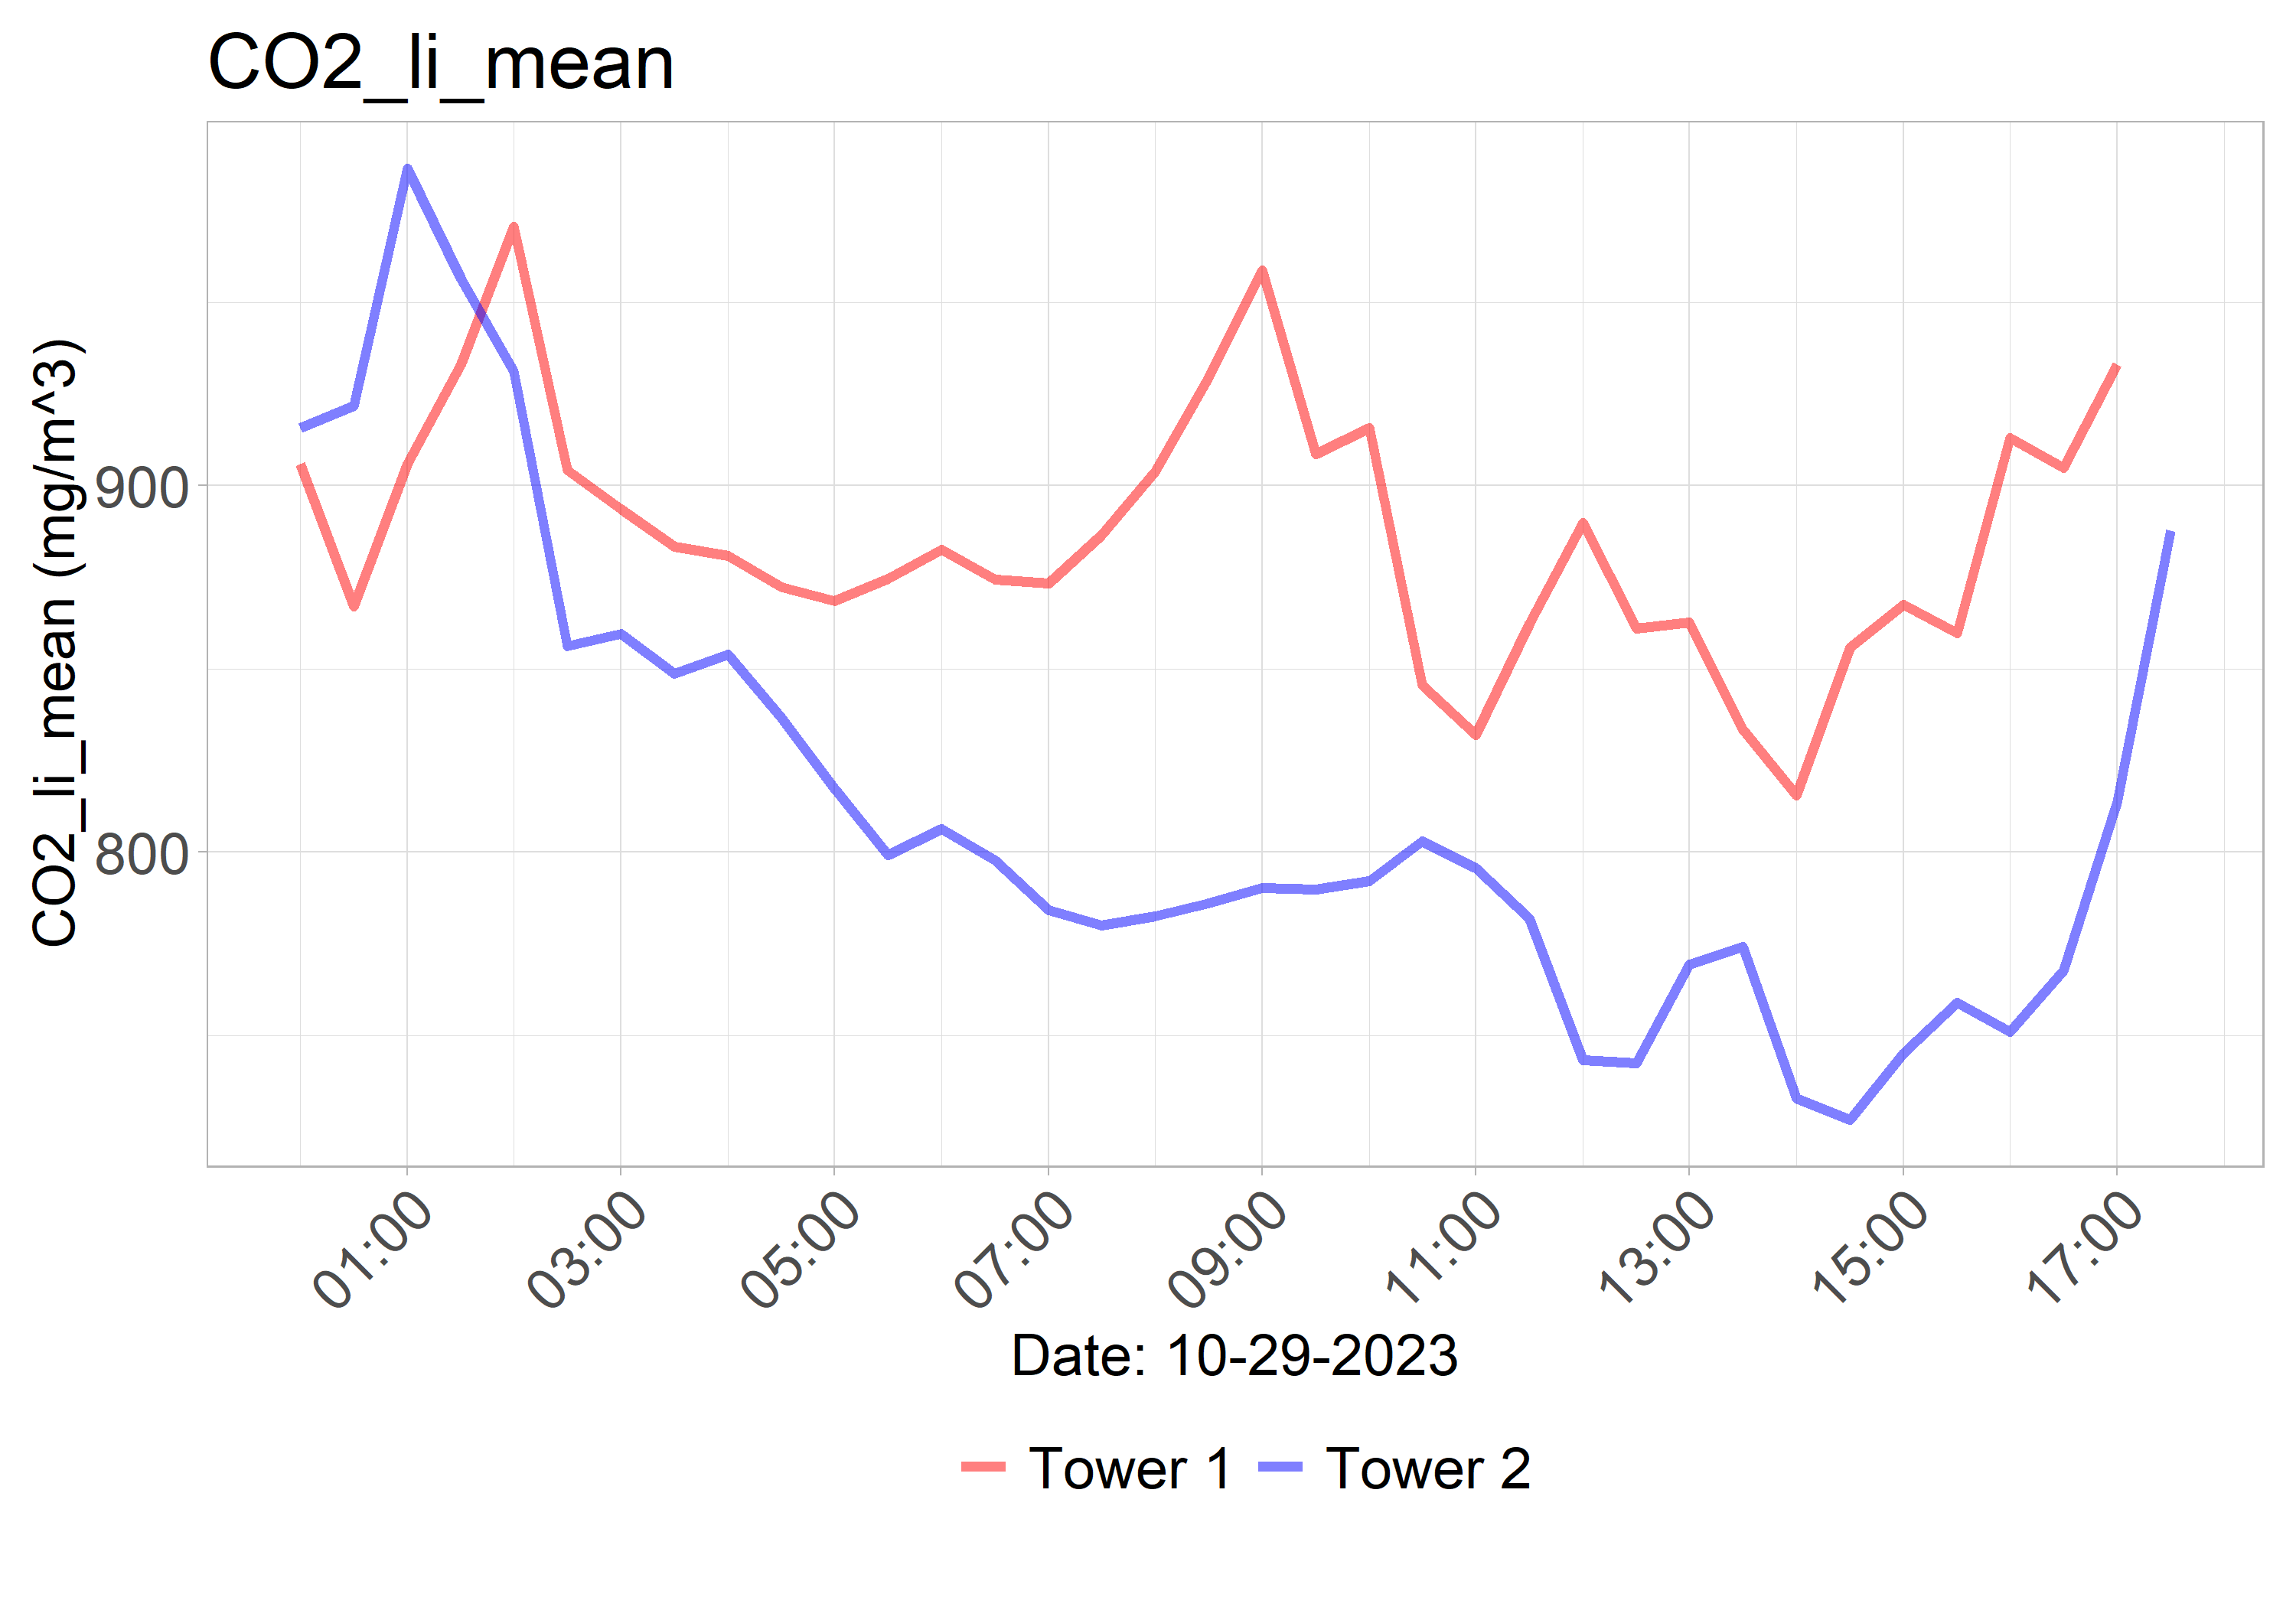 CO2_li_mean
CO2_li_mean (mg/m^3)
900
800
01:00
03:00
05:00
07:00
09:00
11:00
13:00
15:00
17:00
Date: 10-29-2023
Tower 1
Tower 2